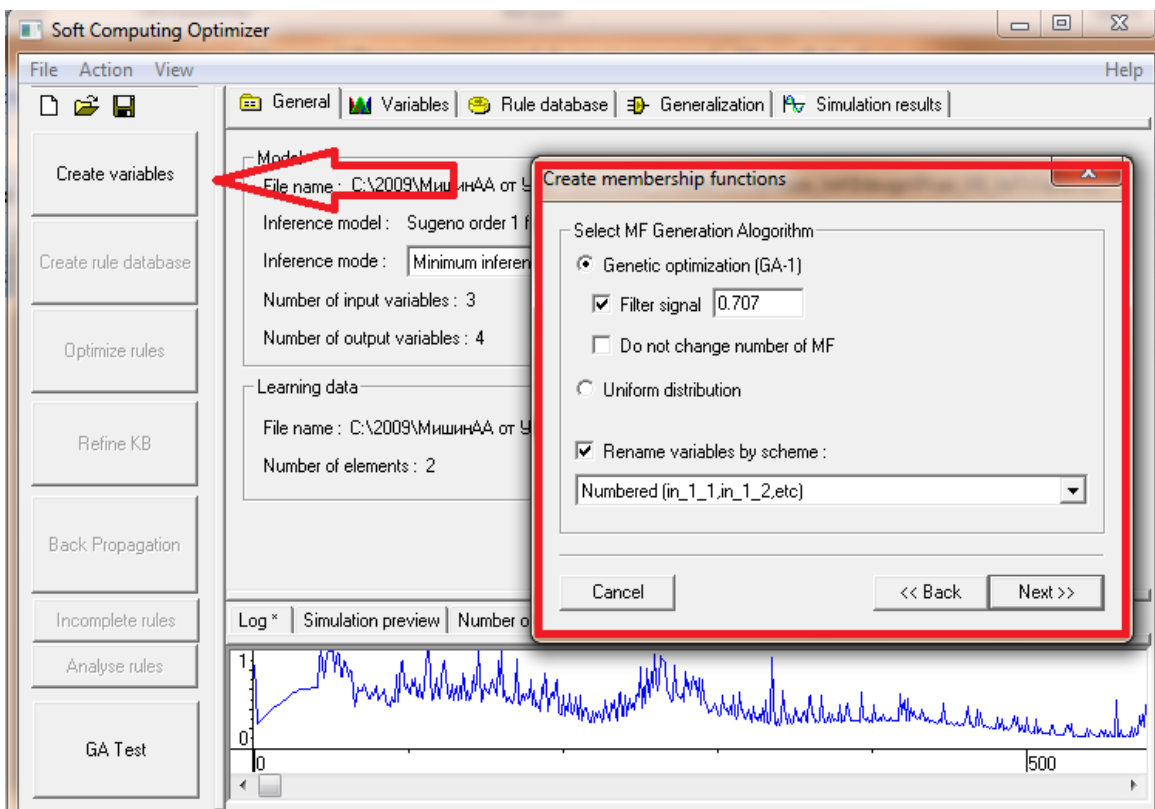 Soft Computing Optimizer
File Action View Help
General Variables Rule database Generalization Simulation results
Create variables
Create rule database
Optimize rules
Refine KB
Back Propagation
Incomplete rules
Analyse rules
GA Test
Model
File name : C:\2009\МишинАА от У
Inference model : Sugeno order 1 f
Inference mode : Minimum inferen
Number of input variables : 3
Number of output variables : 4
Learning data
File name : C:\2009\МишинАА от У
Number of elements : 2
Create membership functions
Select MF Generation Alogorithm
Genetic optimization (GA-1)
Filter signal 0.707
Do not change number of MF
Uniform distribution
Rename variables by scheme :
Numbered (in_1_1,in_1_2,etc)
Cancel << Back Next >>
Log * Simulation preview Number o
1
0
0 500